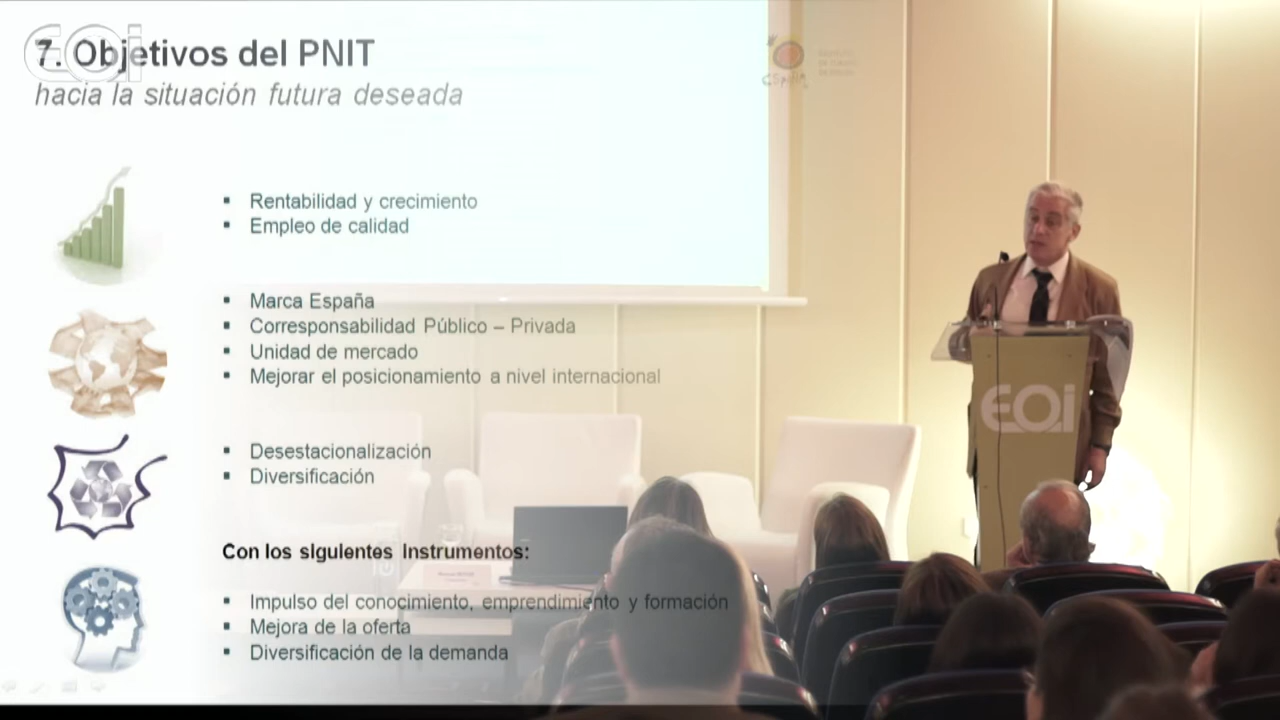 EOi
7. Objetivos del PNIT
hacia la situación futura deseada
ESPAÑA
▪ Rentabilidad y crecimiento
▪ Empleo de calidad
▪ Marca España
▪ Corresponsabilidad Público – Privada
▪ Unidad de mercado
▪ Mejorar el posicionamiento a nivel internacional
EOi
▪ Desestacionalización
▪ Diversificación
Con los siguientes Instrumentos:
▪ Impulso del conocimiento, emprendimiento y formación
▪ Mejora de la oferta
▪ Diversificación de la demanda